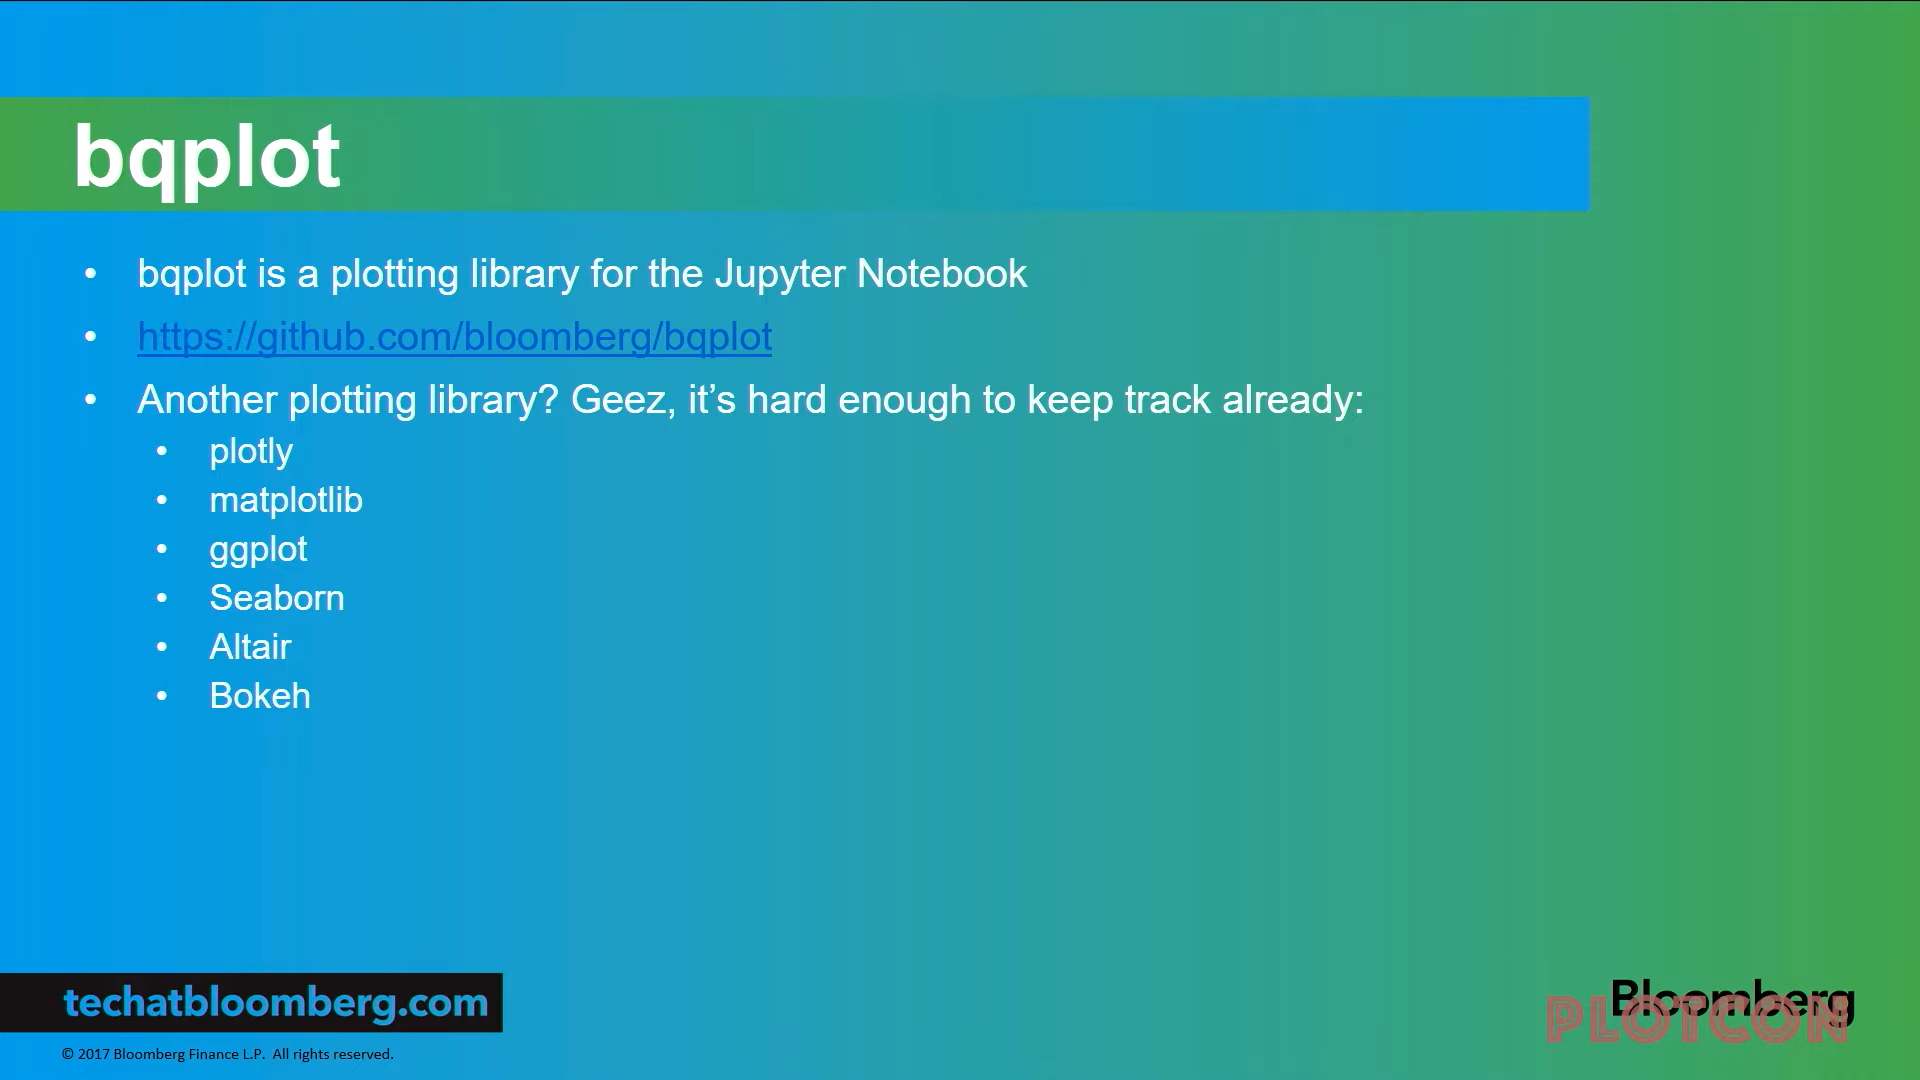 bqplot
• bqplot is a plotting library for the Jupyter Notebook
• https://github.com/bloomberg/bqplot
• Another plotting library? Geez, it’s hard enough to keep track already:
• plotly
• matplotlib
• ggplot
• Seaborn
• Altair
• Bokeh
techatbloomberg.com
Bloomberg
PLOTCON
© 2017 Bloomberg Finance L.P. All rights reserved.